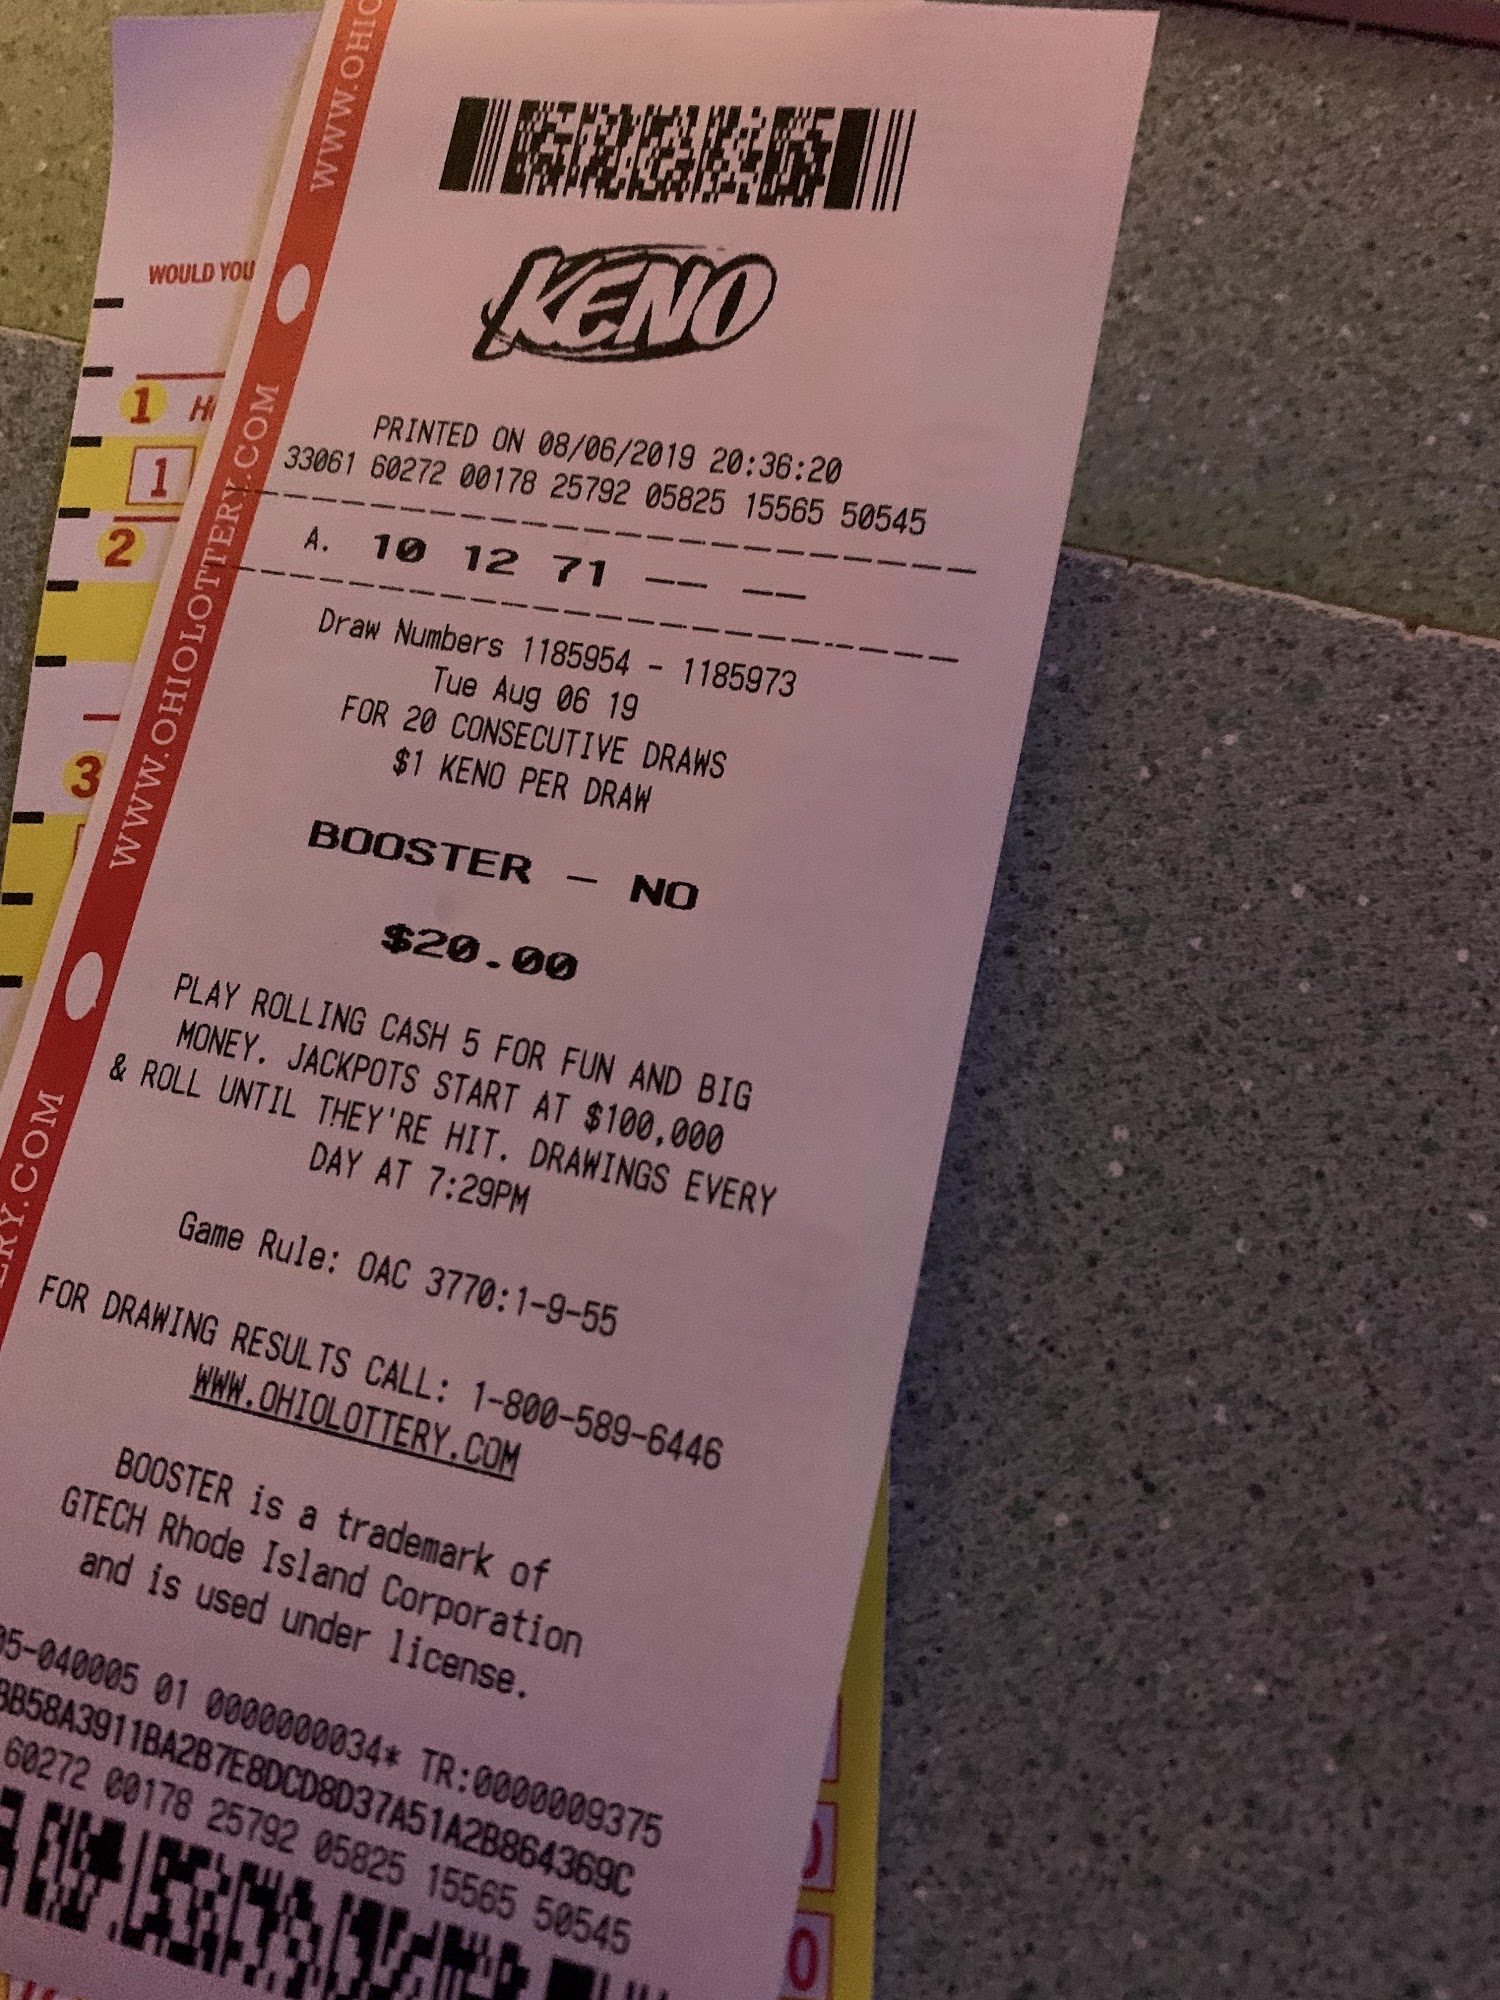 WWW.OHIO
WWW.OHIOLOTTERY.COM
KENO
PRINTED ON 08/06/2019 20:36:20
33061 60272 00178 25792 05825 15565 50545
A. 10 12 71 -- --
Draw Numbers 1185954 - 1185973
Tue Aug 06 19
FOR 20 CONSECUTIVE DRAWS
$1 KENO PER DRAW
BOOSTER - NO
$20.00
PLAY ROLLING CASH 5 FOR FUN AND BIG
MONEY. JACKPOTS START AT $100,000
& ROLL UNTIL THEY'RE HIT. DRAWINGS EVERY
DAY AT 7:29PM
Game Rule: OAC 3770:1-9-55
FOR DRAWING RESULTS CALL: 1-800-589-6446
WWW.OHIOLOTTERY.COM
BOOSTER is a trademark of
GTECH Rhode Island Corporation
and is used under license.
05-040005 01 0000000034* TR:0000009375
BB58A3911BA2B7E8DCD8D37A51A2B864369C
60272 00178 25792 05825 15565 50545
ERY.COM
WOULD YOU
1
1
2
3